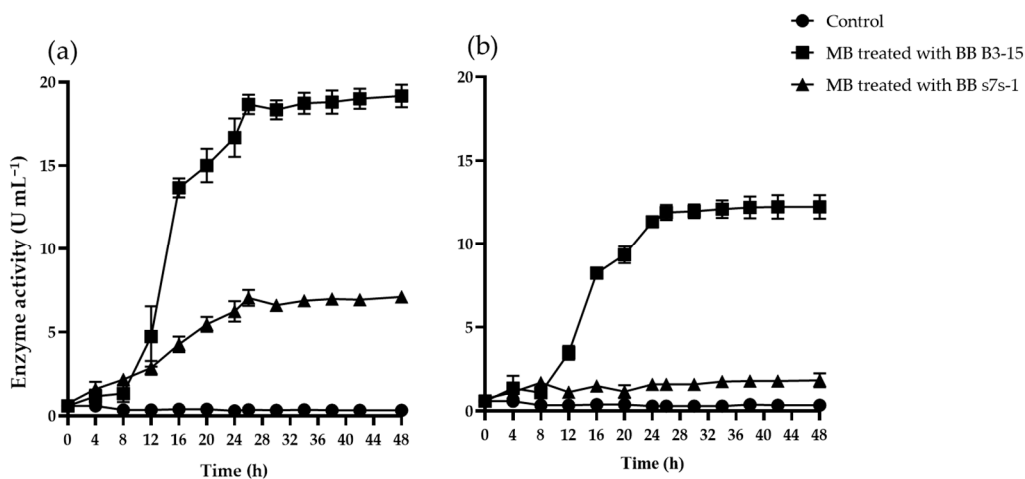 Control
MB treated with BB B3-15
MB treated with BB s7s-1
(a)
20
15
10
5
0
Enzyme activity (U mL⁻¹)
0 4 8 12 16 20 24 28 32 36 40 44 48
Time (h)
(b)
20
15
10
5
0
0 4 8 12 16 20 24 28 32 36 40 44 48
Time (h)